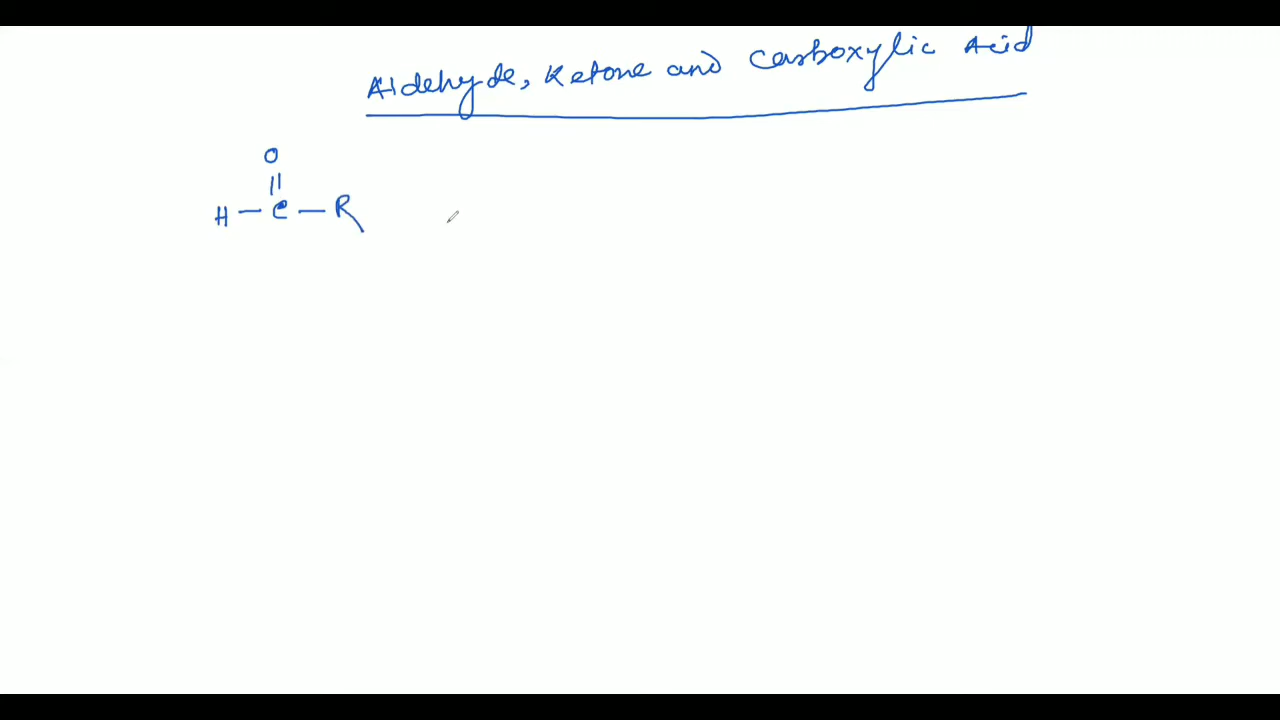 Aldehyde, Ketone and Carboxylic Acid
O
||
H — C — R